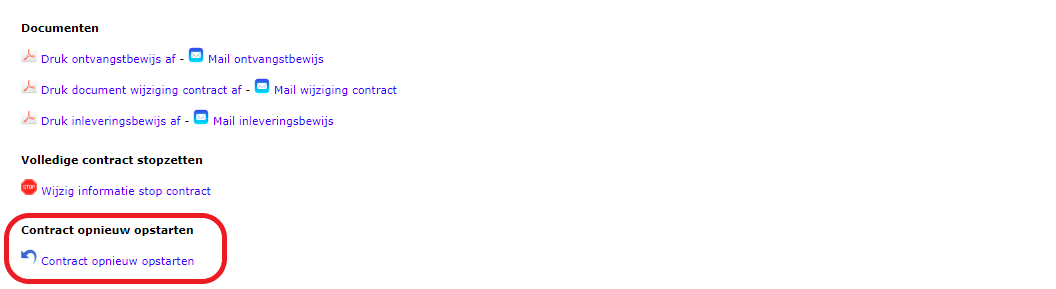 Documenten
Druk ontvangstbewijs af - Mail ontvangstbewijs
Druk document wijziging contract af - Mail wijziging contract
Druk inleveringsbewijs af - Mail inleveringsbewijs
Volledige contract stopzetten
STOP Wijzig informatie stop contract
Contract opnieuw opstarten
Contract opnieuw opstarten